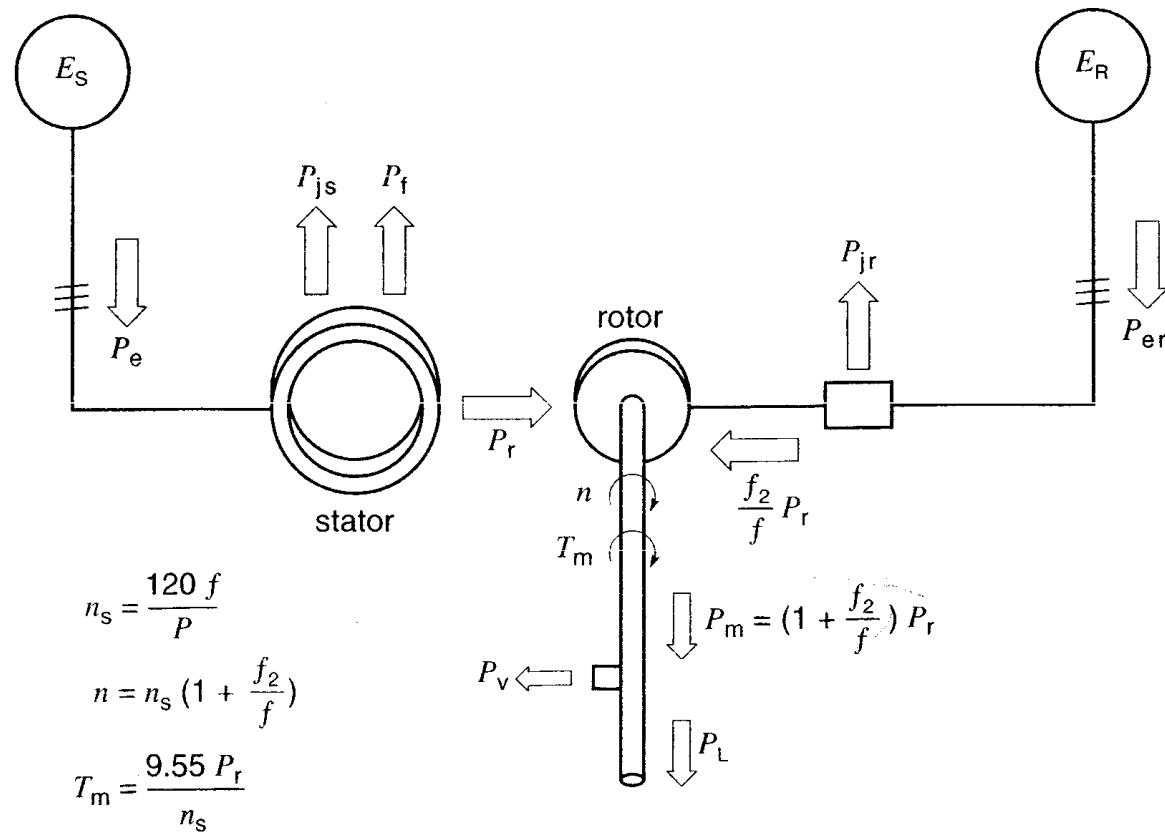 E_S
E_R
P_js P_f
P_jr
P_e
P_er
rotor
P_r
stator
n
f_2/f P_r
T_m
n_s = 120 f/P
P_m = (1 + f_2/f) P_r
P_v
n = n_s (1 + f_2/f)
P_L
T_m = 9.55 P_r/n_s